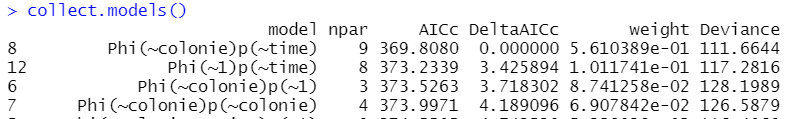 > collect.models()
model npar AICc DeltaAICc weight Deviance
8 Phi(~colonie)p(~time) 9 369.8080 0.000000 5.610389e-01 111.6644
12 Phi(~1)p(~time) 8 373.2339 3.425894 1.011741e-01 117.2816
6 Phi(~colonie)p(~1) 3 373.5263 3.718302 8.741258e-02 128.1989
7 Phi(~colonie)p(~colonie) 4 373.9971 4.189096 6.907842e-02 126.5879